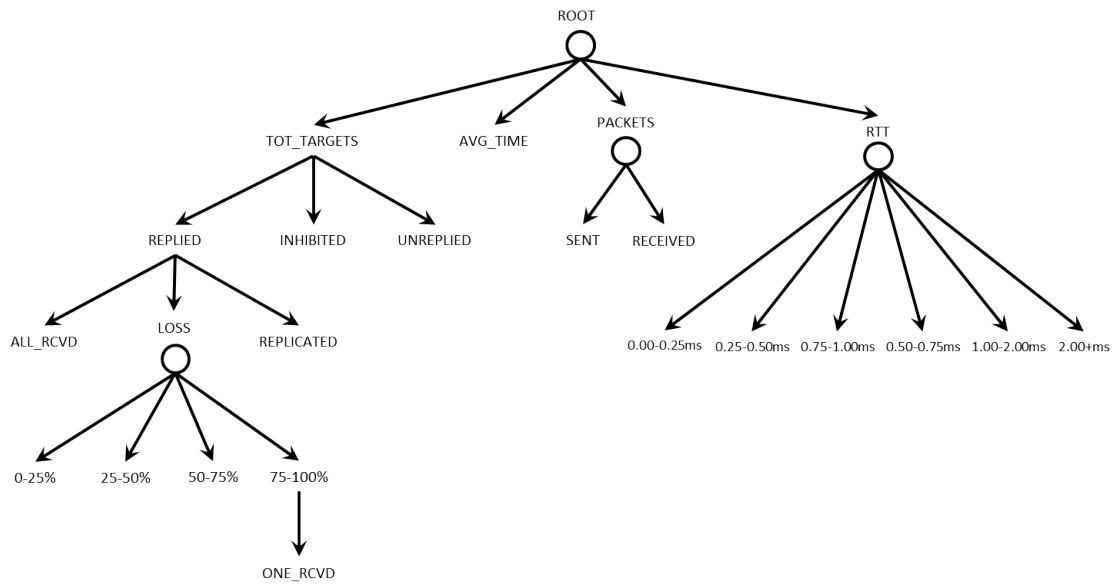 ROOT
PACKETS
TOT_TARGETS
AVG_TIME
RTT
REPLIED
INHIBITED
UNREPLIED
SENT
RECEIVED
ALL_RCVD
LOSS
REPLICATED
0.00-0.25ms
0.25-0.50ms
0.75-1.00ms
0.50-0.75ms
1.00-2.00ms
2.00+ms
0-25%
25-50%
50-75%
75-100%
ONE_RCVD